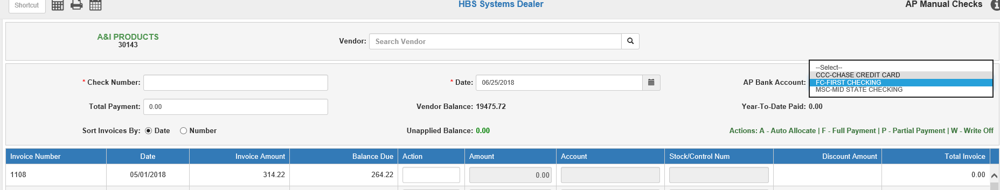 Shortcut
HBS Systems Dealer
AP Manual Checks
A&I PRODUCTS
30143
Vendor: Search Vendor
--Select--
CCC-CHASE CREDIT CARD
FC-FIRST CHECKING
MSC-MID STATE CHECKING
* Check Number:
* Date: 06/25/2018
AP Bank Account:
Total Payment: 0.00
Vendor Balance: 19475.72
Year-To-Date Paid: 0.00
Sort Invoices By: Date Number
Unapplied Balance: 0.00
Actions: A - Auto Allocate | F - Full Payment | P - Partial Payment | W - Write Off
Invoice Number Date Invoice Amount Balance Due Action Amount Account Stock/Control Num Discount Amount Total Invoice
1108 05/01/2018 314.22 264.22 0.00 0.00